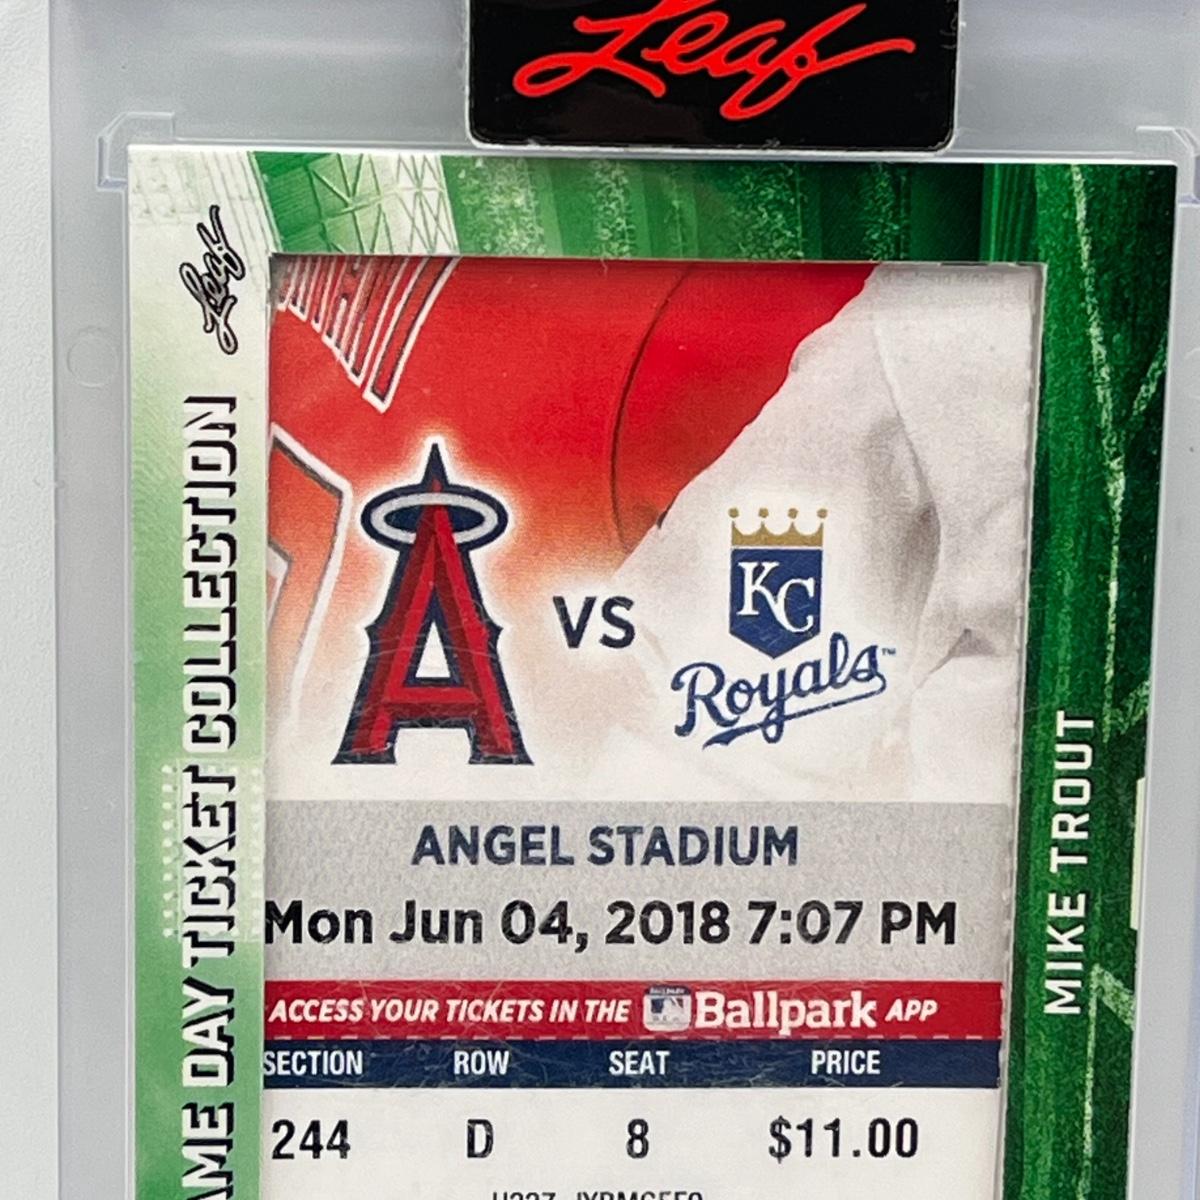 Leaf
Leaf
AME DAY TICKET COLLECTION
VS
KC
Royals™
ANGEL STADIUM
Mon Jun 04, 2018 7:07 PM
ACCESS YOUR TICKETS IN THE Ballpark APP
SECTION ROW SEAT PRICE
244 D 8 $11.00
MIKE TROUT